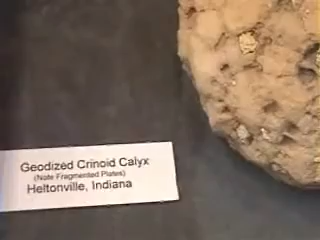 Geodized Crinoid Calyx
(Note Fragmented Plates)
Heltonville, Indiana